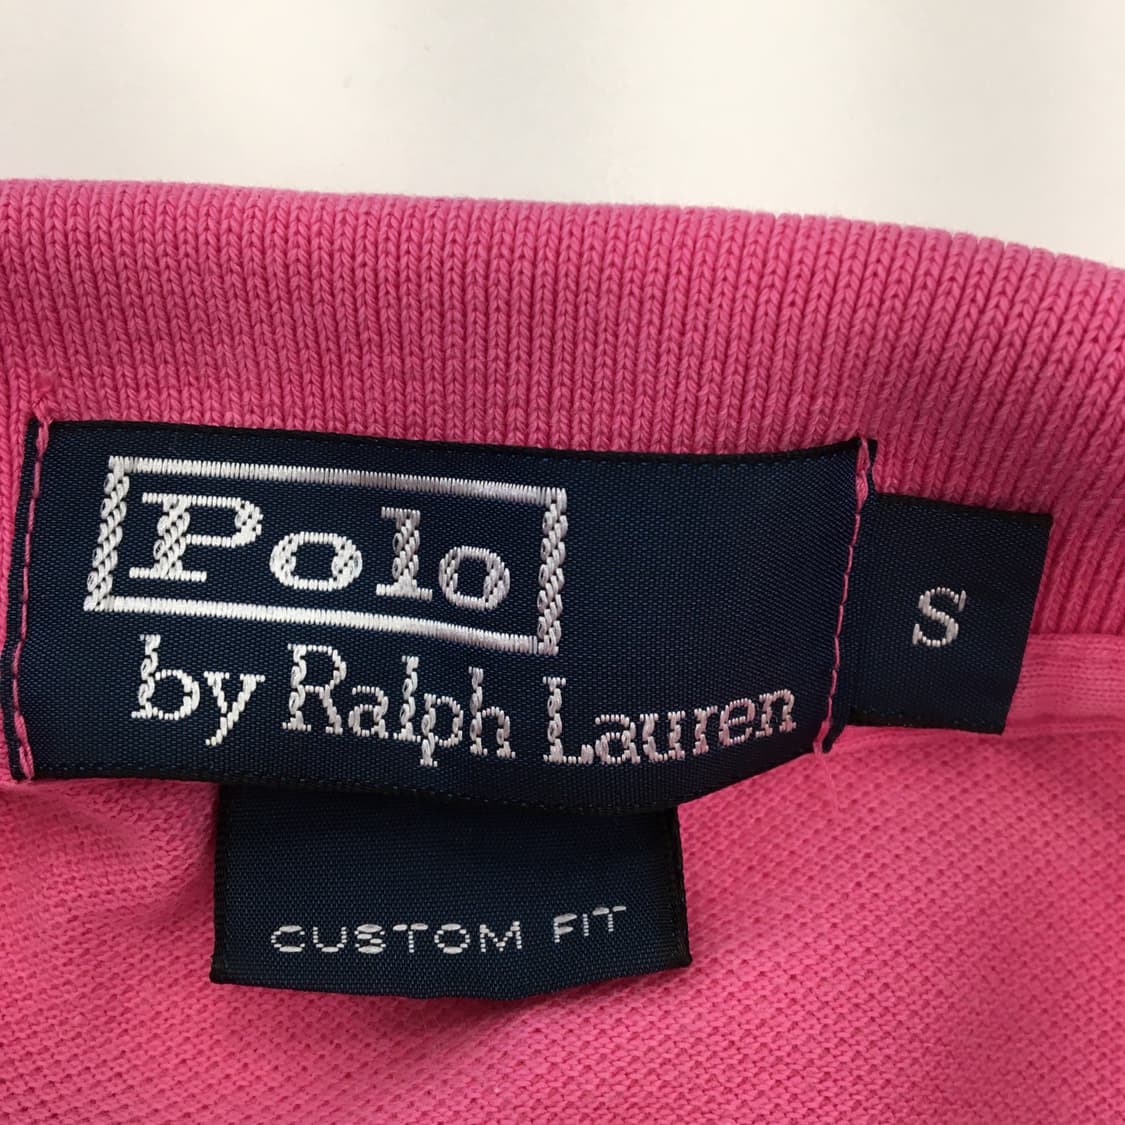 Polo
by Ralph Lauren
S
CUSTOM FIT